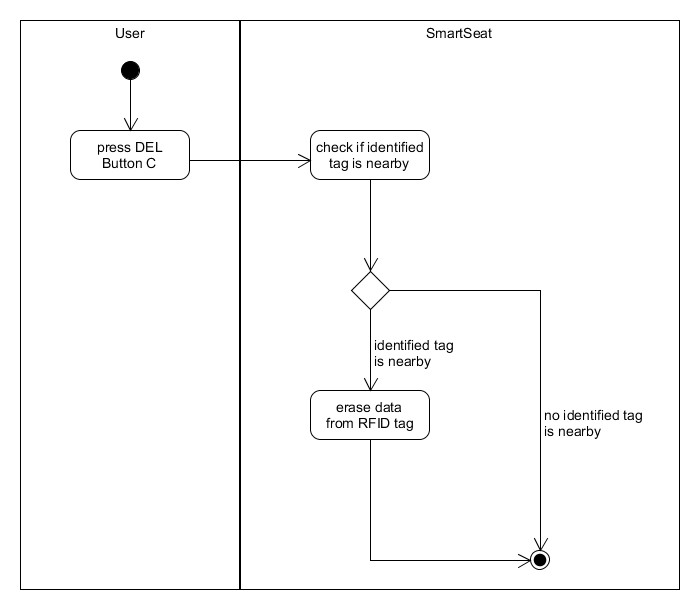 User
SmartSeat
press DEL
Button C
check if identified
tag is nearby
identified tag
is nearby
erase data
from RFID tag
no identified tag
is nearby